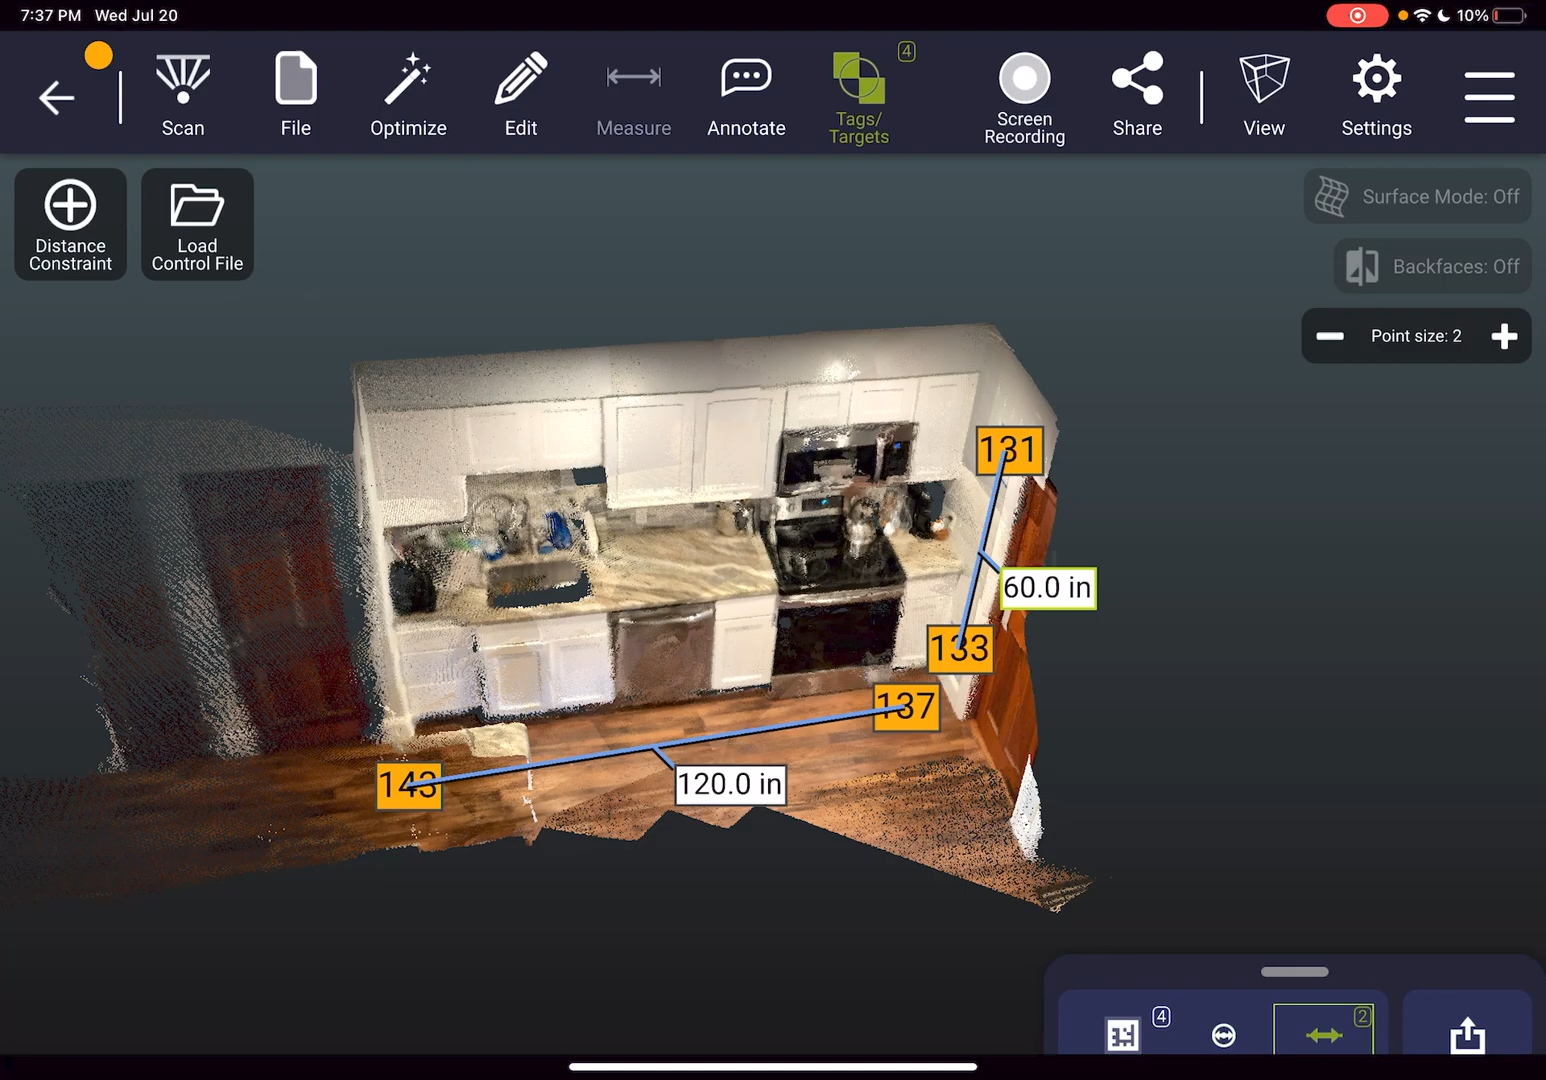 7:37 PM Wed Jul 20
10%
Scan
File
Optimize
Edit
Measure
Annotate
Tags/
Targets
4
Screen
Recording
Share
View
Settings
Distance
Constraint
Load
Control File
Surface Mode: Off
Backfaces: Off
Point size: 2
131
60.0 in
133
137
143
120.0 in
4
2